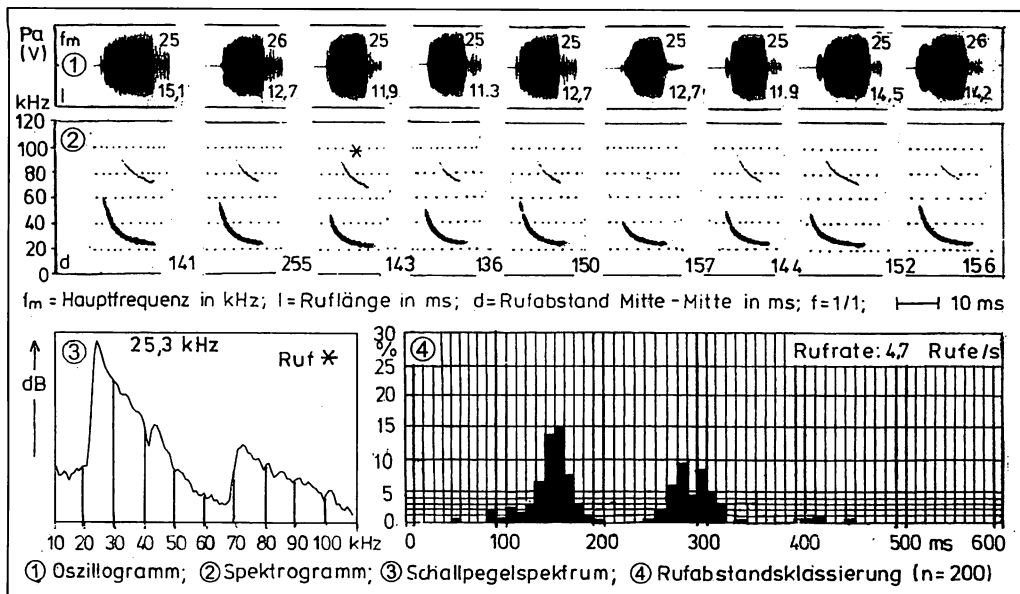 Pa (V)
fm 25 26 25 25 25 25 25 25 26
①
l 15,1 12,7 11,9 11.3 12,7 12,7 11.9 14,5 14,2
kHz
120 ②
100 *
80
60
40
20
0 d 141 255 143 136 150 157 144 152 156
fm = Hauptfrequenz in kHz; l = Ruflänge in ms; d = Rufabstand Mitte - Mitte in ms; f = 1/1; 10 ms
③ 25,3 kHz
Ruf *
dB
10 20 30 40 50 60 70 80 90 100 kHz
30 % ④ Rufrate: 4,7 Rufe/s
25
20
15
10
5
0
0 100 200 300 400 500 ms 600
① Oszillogramm; ② Spektrogramm; ③ Schallpegelspektrum; ④ Rufabstandsklassierung (n = 200)